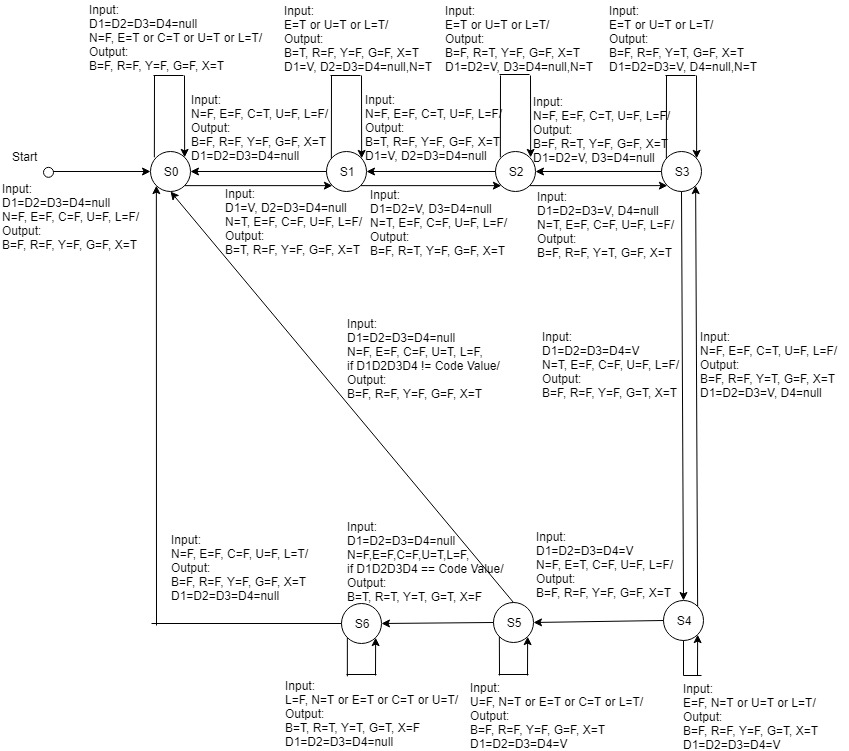 Input:
D1=D2=D3=D4=null
N=F, E=T or C=T or U=T or L=T/
Output:
B=F, R=F, Y=F, G=F, X=T
Input:
E=T or U=T or L=T/
Output:
B=T, R=F, Y=F, G=F, X=T
D1=V, D2=D3=D4=null,N=T
Input:
E=T or U=T or L=T/
Output:
B=F, R=T, Y=F, G=F, X=T
D1=D2=V, D3=D4=null,N=T
Input:
E=T or U=T or L=T/
Output:
B=F, R=F, Y=T, G=F, X=T
D1=D2=D3=V, D4=null,N=T
Input:
N=F, E=F, C=T, U=F, L=F/
Output:
B=F, R=F, Y=F, G=F, X=T
D1=D2=D3=D4=null
Input:
N=F, E=F, C=T, U=F, L=F/
Output:
B=T, R=F, Y=F, G=F, X=T
D1=V, D2=D3=D4=null
Input:
N=F, E=F, C=T, U=F, L=F/
Output:
B=F, R=T, Y=F, G=F, X=T
D1=D2=V, D3=D4=null
Start
S0
S1
S2
S3
Input:
D1=D2=D3=D4=null
N=F, E=F, C=F, U=F, L=F/
Output:
B=F, R=F, Y=F, G=F, X=T
Input:
D1=V, D2=D3=D4=null
N=T, E=F, C=F, U=F, L=F/
Output:
B=T, R=F, Y=F, G=F, X=T
Input:
D1=D2=V, D3=D4=null
N=T, E=F, C=F, U=F, L=F/
Output:
B=F, R=T, Y=F, G=F, X=T
Input:
D1=D2=D3=V, D4=null
N=T, E=F, C=F, U=F, L=F/
Output:
B=F, R=F, Y=T, G=F, X=T
Input:
D1=D2=D3=D4=null
N=F, E=F, C=F, U=T, L=F,
if D1D2D3D4 != Code Value/
Output:
B=F, R=F, Y=F, G=F, X=T
Input:
D1=D2=D3=D4=V
N=T, E=F, C=F, U=F, L=F/
Output:
B=F, R=F, Y=F, G=T, X=T
Input:
N=F, E=F, C=T, U=F, L=F/
Output:
B=F, R=F, Y=T, G=F, X=T
D1=D2=D3=V, D4=null
Input:
N=F, E=F, C=F, U=F, L=T/
Output:
B=F, R=F, Y=F, G=F, X=T
D1=D2=D3=D4=null
Input:
D1=D2=D3=D4=null
N=F,E=F,C=F,U=T,L=F,
if D1D2D3D4 == Code Value/
Output:
B=T, R=T, Y=T, G=T, X=F
Input:
D1=D2=D3=D4=V
N=F, E=T, C=F, U=F, L=F/
Output:
B=F, R=F, Y=F, G=F, X=T
S6
S5
S4
Input:
L=F, N=T or E=T or C=T or U=T/
Output:
B=T, R=T, Y=T, G=T, X=F
D1=D2=D3=D4=null
Input:
U=F, N=T or E=T or C=T or L=T/
Output:
B=F, R=F, Y=F, G=F, X=T
D1=D2=D3=D4=V
Input:
E=F, N=T or U=T or L=T/
Output:
B=F, R=F, Y=F, G=T, X=T
D1=D2=D3=D4=V